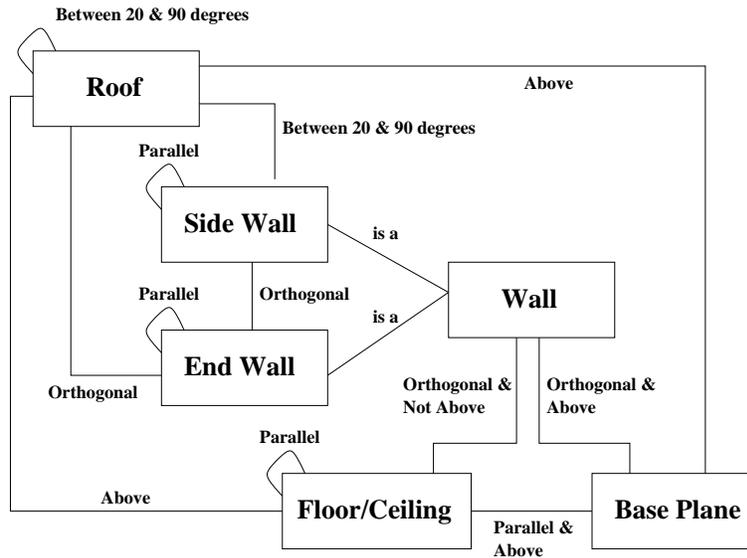 Between 20 & 90 degrees
Roof
Above
Between 20 & 90 degrees
Parallel
Side Wall
is a
Parallel
Orthogonal
Wall
is a
End Wall
Orthogonal
Orthogonal &
Not Above
Orthogonal &
Above
Parallel
Above
Floor/Ceiling
Parallel &
Above
Base Plane